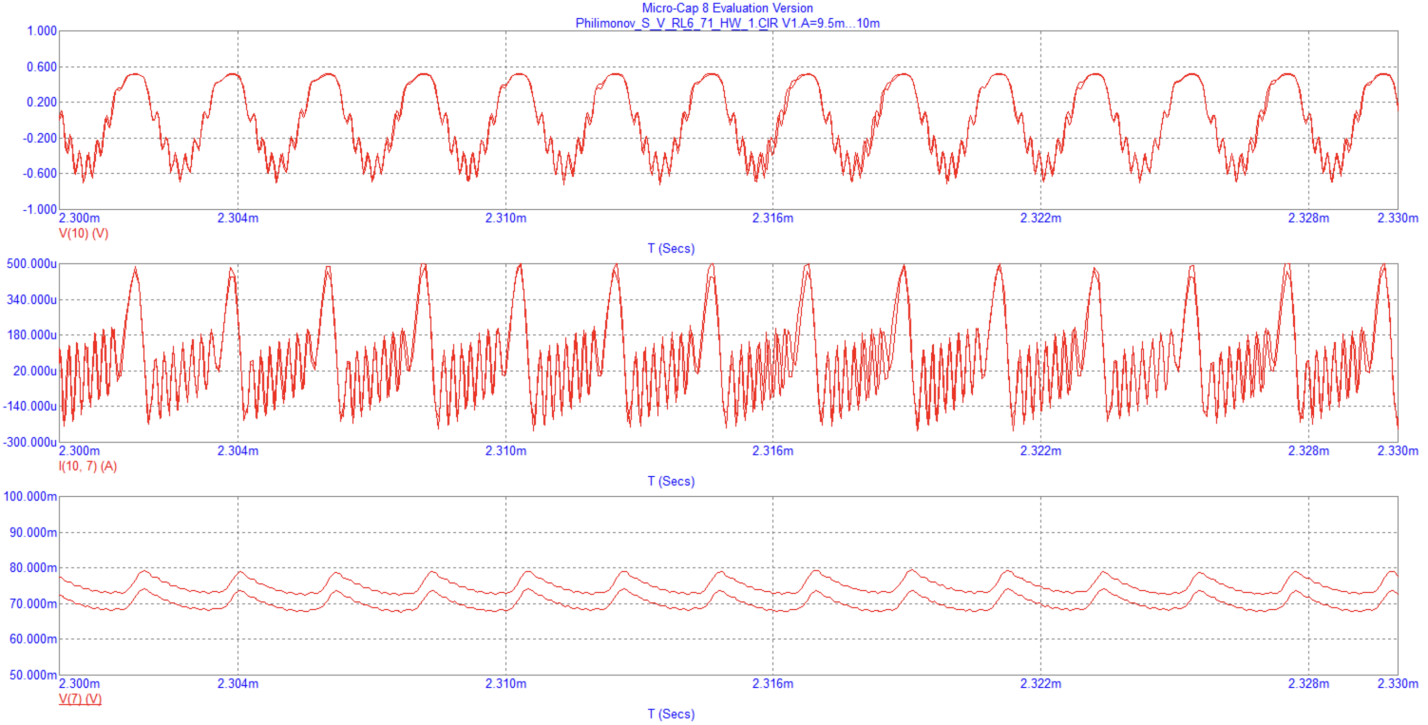 Micro-Cap 8 Evaluation Version
Philimonov_S_V_RL6_71_HW_1.CIR V1.A=9.5m...10m
1.000
0.600
0.200
-0.200
-0.600
-1.000
2.300m 2.304m 2.310m 2.316m 2.322m 2.328m 2.330m
V(10) (V)
T (Secs)
500.000u
340.000u
180.000u
20.000u
-140.000u
-300.000u
2.300m 2.304m 2.310m 2.316m 2.322m 2.328m 2.330m
I(10, 7) (A)
T (Secs)
100.000m
90.000m
80.000m
70.000m
60.000m
50.000m
2.300m 2.304m 2.310m 2.316m 2.322m 2.328m 2.330m
V(7) (V)
T (Secs)